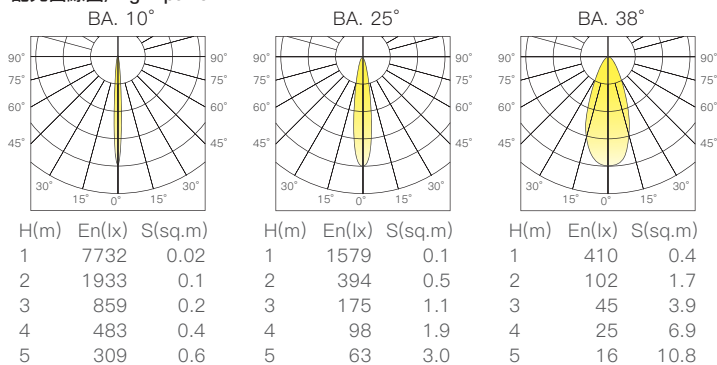 BA. 10°
90° 90°
75° 75°
60° 60°
45° 45°
30° 15° 0° 15° 30°
H(m) En(lx) S(sq.m)
1 7732 0.02
2 1933 0.1
3 859 0.2
4 483 0.4
5 309 0.6
BA. 25°
90° 90°
75° 75°
60° 60°
45° 45°
30° 15° 0° 15° 30°
H(m) En(lx) S(sq.m)
1 1579 0.1
2 394 0.5
3 175 1.1
4 98 1.9
5 63 3.0
BA. 38°
90° 90°
75° 75°
60° 60°
45° 45°
30° 15° 0° 15° 30°
H(m) En(lx) S(sq.m)
1 410 0.4
2 102 1.7
3 45 3.9
4 25 6.9
5 16 10.8